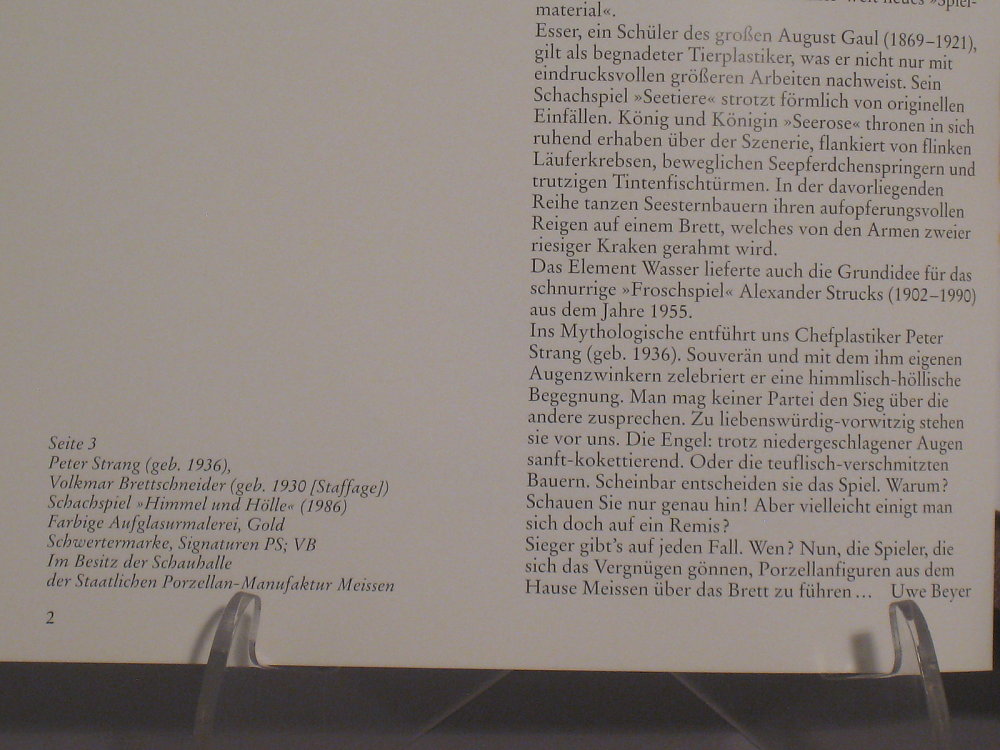 neues »Spiel-
material«.
Esser, ein Schüler des großen August Gaul (1869–1921),
gilt als begnadeter Tierplastiker, was er nicht nur mit
eindrucksvollen größeren Arbeiten nachweist. Sein
Schachspiel »Seetiere« strotzt förmlich von originellen
Einfällen. König und Königin »Seerose« thronen in sich
ruhend erhaben über der Szenerie, flankiert von flinken
Läuferkrebsen, beweglichen Seepferdchenspringern und
trutzigen Tintenfischtürmen. In der davorliegenden
Reihe tanzen Seesternbauern ihren aufopferungsvollen
Reigen auf einem Brett, welches von den Armen zweier
riesiger Kraken gerahmt wird.
Das Element Wasser lieferte auch die Grundidee für das
schnurrige »Froschspiel« Alexander Strucks (1902–1990)
aus dem Jahre 1955.
Ins Mythologische entführt uns Chefplastiker Peter
Strang (geb. 1936). Souverän und mit dem ihm eigenen
Augenzwinkern zelebriert er eine himmlisch-höllische
Begegnung. Man mag keiner Partei den Sieg über die
andere zusprechen. Zu liebenswürdig-vorwitzig stehen
sie vor uns. Die Engel: trotz niedergeschlagener Augen
sanft-kokettierend. Oder die teuflisch-verschmitzten
Bauern. Scheinbar entscheiden sie das Spiel. Warum?
Schauen Sie nur genau hin! Aber vielleicht einigt man
sich doch auf ein Remis?
Sieger gibt's auf jeden Fall. Wen? Nun, die Spieler, die
sich das Vergnügen gönnen, Porzellanfiguren aus dem
Hause Meissen über das Brett zu führen ... Uwe Beyer
Seite 3
Peter Strang (geb. 1936),
Volkmar Brettschneider (geb. 1930 [Staffage])
Schachspiel »Himmel und Hölle« (1986)
Farbige Aufglasurmalerei, Gold
Schwertermarke, Signaturen PS; VB
Im Besitz der Schauhalle
der Staatlichen Porzellan-Manufaktur Meissen
2